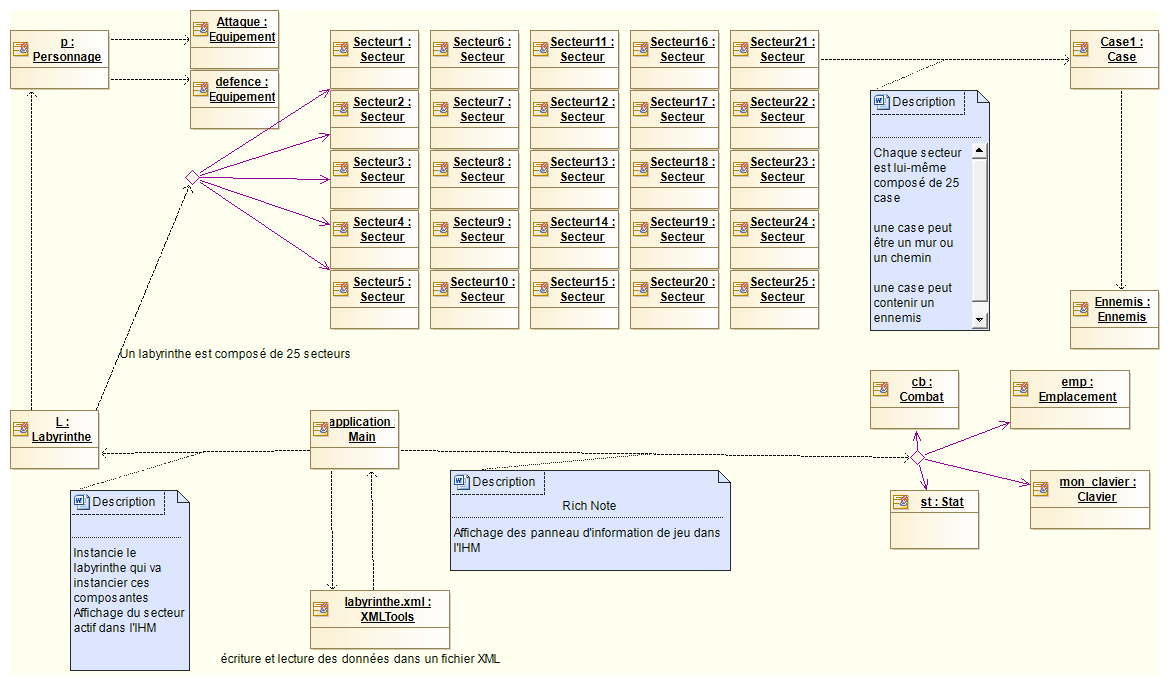 p :
Personnage
Attaque :
Equipement
defence :
Equipement
Secteur1 :
Secteur
Secteur6 :
Secteur
Secteur11 :
Secteur
Secteur16 :
Secteur
Secteur21 :
Secteur
Case1 :
Case
Secteur2 :
Secteur
Secteur7 :
Secteur
Secteur12 :
Secteur
Secteur17 :
Secteur
Secteur22 :
Secteur
Secteur3 :
Secteur
Secteur8 :
Secteur
Secteur13 :
Secteur
Secteur18 :
Secteur
Secteur23 :
Secteur
Secteur4 :
Secteur
Secteur9 :
Secteur
Secteur14 :
Secteur
Secteur19 :
Secteur
Secteur24 :
Secteur
Secteur5 :
Secteur
Secteur10 :
Secteur
Secteur15 :
Secteur
Secteur20 :
Secteur
Secteur25 :
Secteur
Description
Chaque secteur
est lui-même
composé de 25
case
une case peut
être un mur ou
un chemin
une case peut
contenir un
ennemis
Ennemis :
Ennemis
Un labyrinthe est composé de 25 secteurs
L :
Labyrinthe
application :
Main
cb :
Combat
emp :
Emplacement
mon_clavier :
Clavier
st : Stat
Description
Instancie le
labyrinthe qui va
instancier ces
composantes
Affichage du secteur
actif dans l'IHM
Description
Rich Note
Affichage des panneau d'information de jeu dans
l'IHM
labyrinthe.xml :
XMLTools
écriture et lecture des données dans un fichier XML